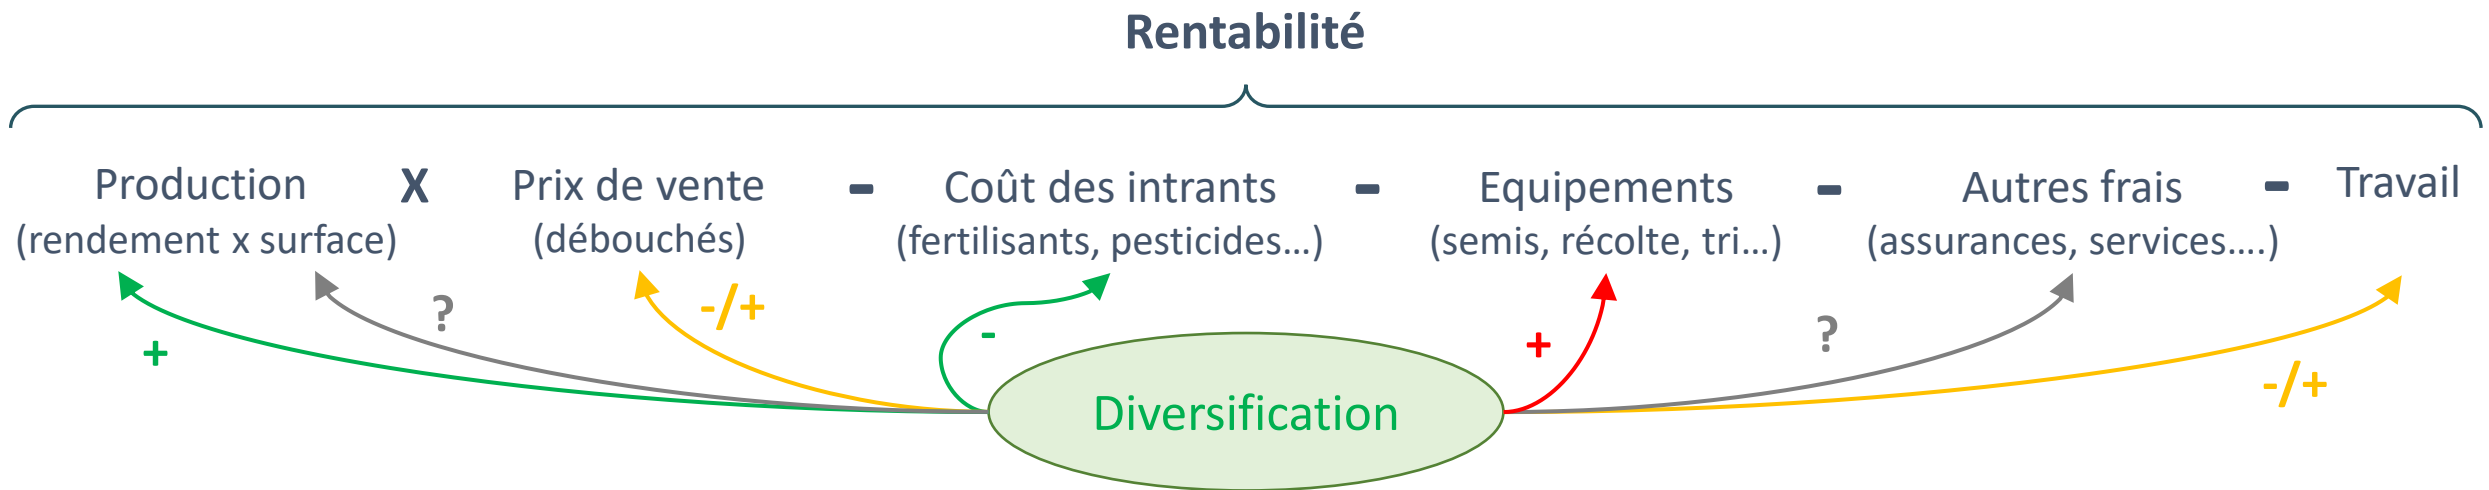 Rentabilité
Production X Prix de vente - Coût des intrants - Equipements - Autres frais - Travail
(rendement x surface) (débouchés) (fertilisants, pesticides...) (semis, récolte, tri...) (assurances, services....)
+ ? -/+ - + ? -/+
Diversification